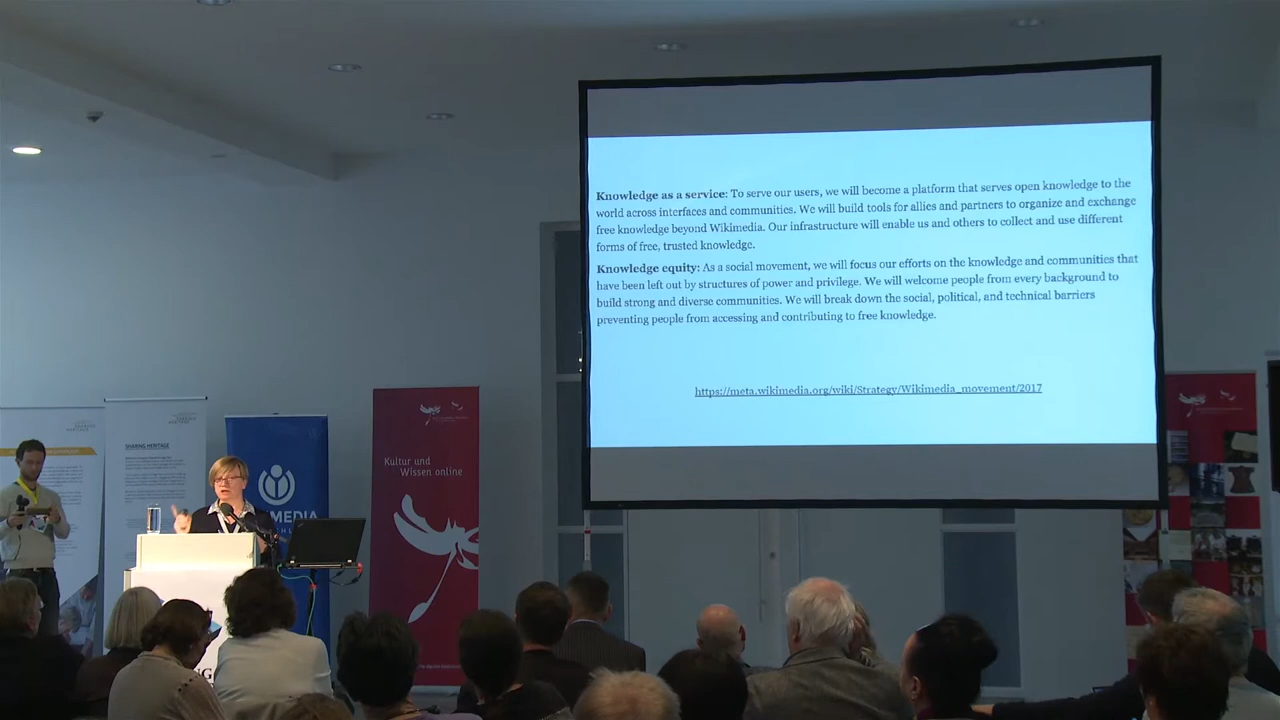 Knowledge as a service: To serve our users, we will become a platform that serves open knowledge to the
world across interfaces and communities. We will build tools for allies and partners to organize and exchange
free knowledge beyond Wikimedia. Our infrastructure will enable us and others to collect and use different
forms of free, trusted knowledge.
Knowledge equity: As a social movement, we will focus our efforts on the knowledge and communities that
have been left out by structures of power and privilege. We will welcome people from every background to
build strong and diverse communities. We will break down the social, political, and technical barriers
preventing people from accessing and contributing to free knowledge.
https://meta.wikimedia.org/wiki/Strategy/Wikimedia_movement/2017
SHARING HERITAGE
MEDIA
Kultur und
Wissen online